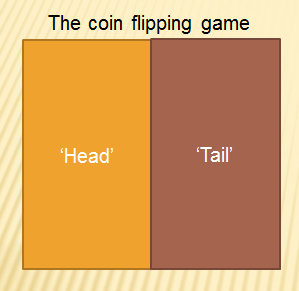 The coin flipping game
‘Head’
‘Tail’